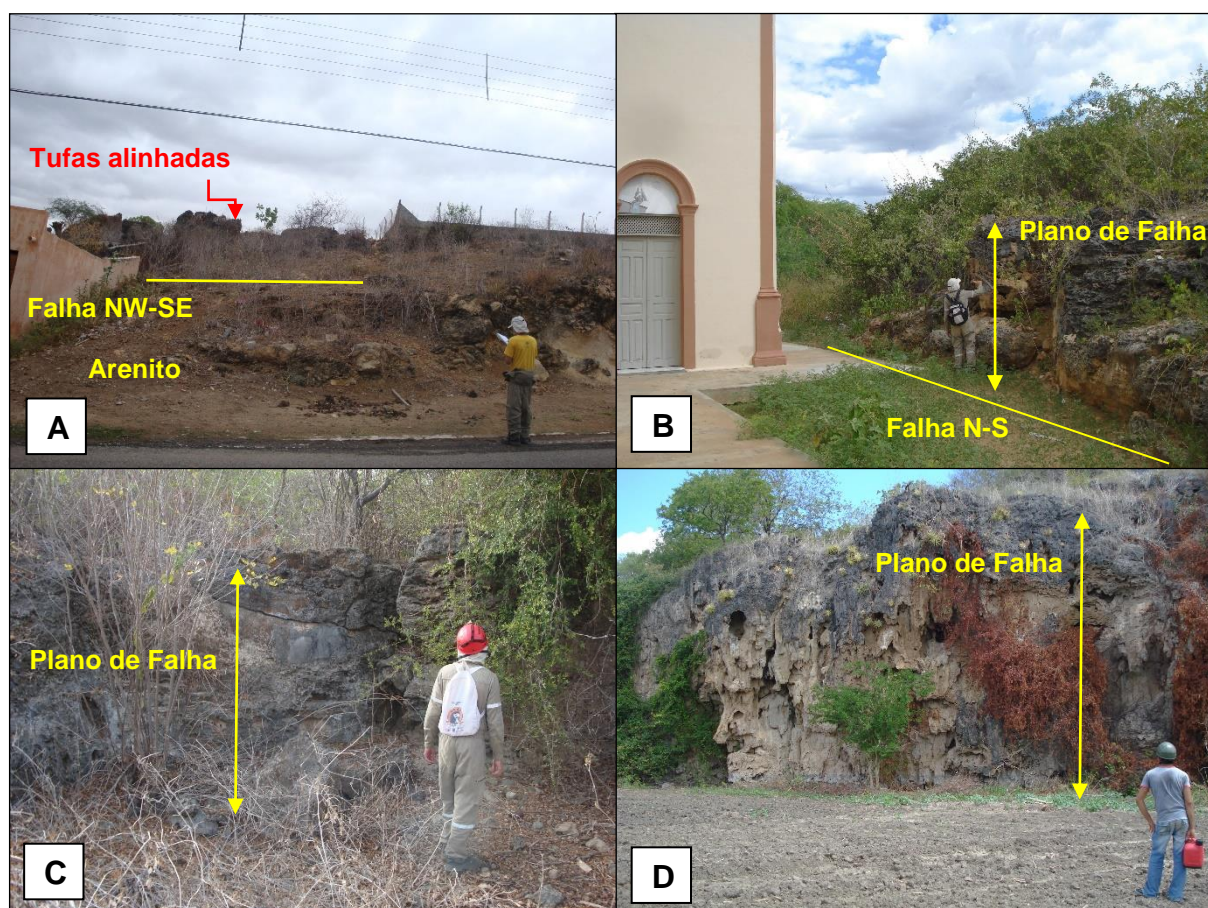 Tufas alinhadas
Falha NW-SE
Arenito
A
Plano de Falha
Falha N-S
B
Plano de Falha
C
Plano de Falha
D